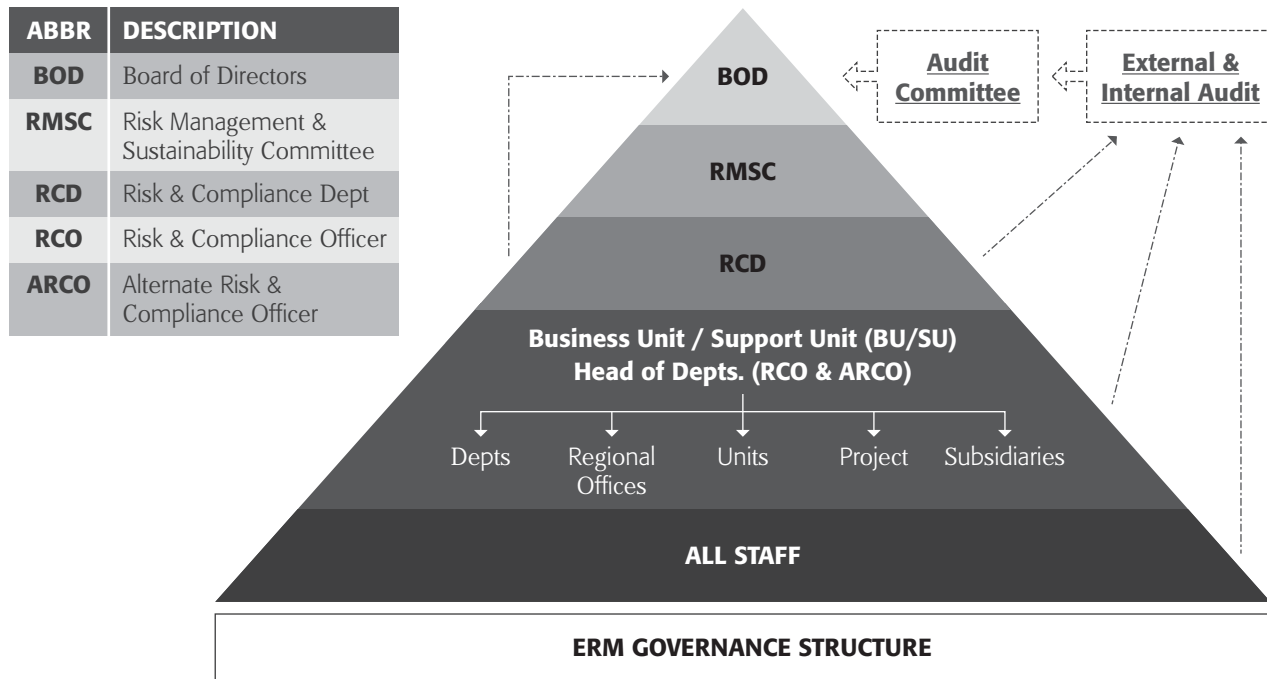 ABBR DESCRIPTION
BOD Board of Directors
RMSC Risk Management &
Sustainability Committee
RCD Risk & Compliance Dept
RCO Risk & Compliance Officer
ARCO Alternate Risk &
Compliance Officer
BOD
Audit
Committee
External &
Internal Audit
RMSC
RCD
Business Unit / Support Unit (BU/SU)
Head of Depts. (RCO & ARCO)
Depts
Regional
Offices
Units
Project
Subsidiaries
ALL STAFF
ERM GOVERNANCE STRUCTURE